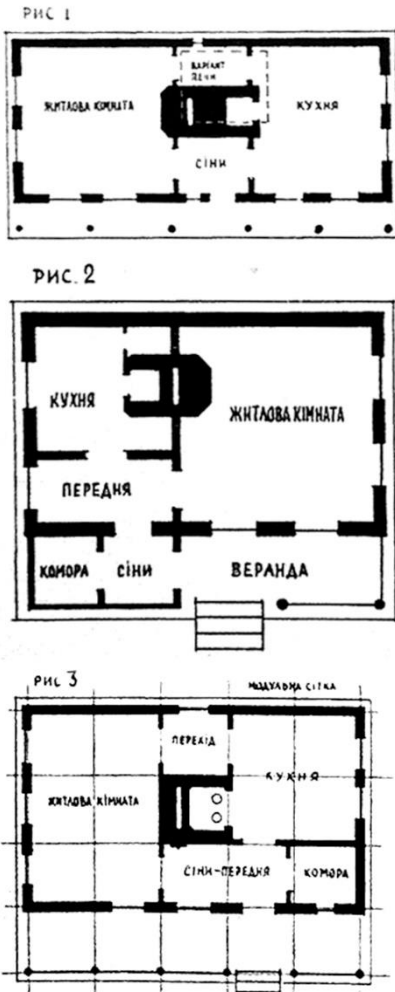 РИС 1
ВАРІАНТ
ПЕЧИ
ЖИТЛОВА КІМНАТА
КУХНЯ
СІНИ
РИС. 2
КУХНЯ
ЖИТЛОВА КІМНАТА
ПЕРЕДНЯ
КОМОРА
СІНИ
ВЕРАНДА
РИС 3
МОДУЛЬНА СІТКА
ПЕРЕХІД
КУХНЯ
ЖИТЛОВА КІМНАТА
СІНИ-ПЕРЕДНЯ
КОМОРА